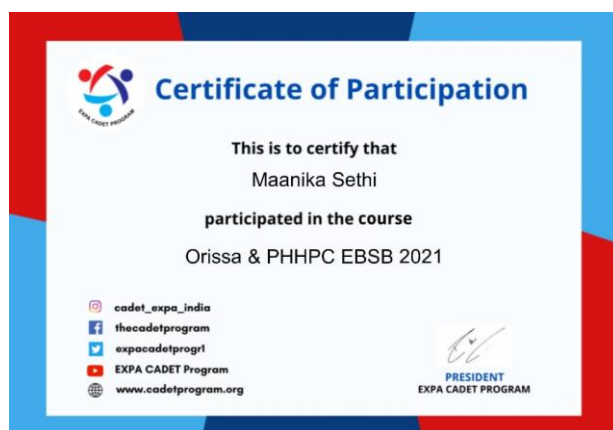 EXPA CADET PROGRAM
Certificate of Participation
This is to certify that
Maanika Sethi
participated in the course
Orissa & PHHPC EBSB 2021
cadet_expa_india
thecadetprogram
expacadetprogr1
EXPA CADET Program
www.cadetprogram.org
PRESIDENT
EXPA CADET PROGRAM